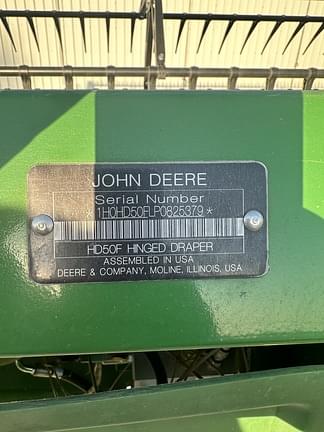 JOHN DEERE
Serial Number
*1H0HD50FLP0825379*
HD50F HINGED DRAPER
ASSEMBLED IN USA
DEERE & COMPANY, MOLINE, ILLINOIS, USA